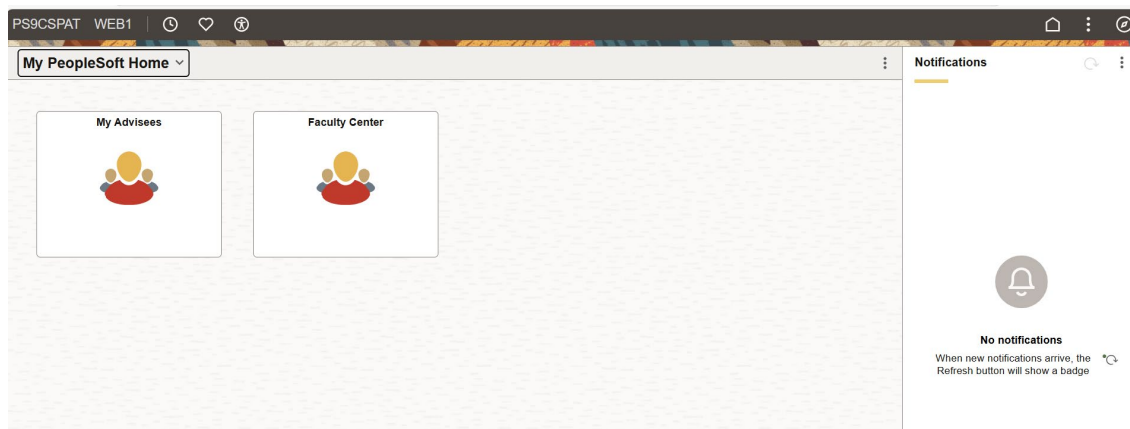 PS9CSPAT WEB1
My PeopleSoft Home
My Advisees
Faculty Center
Notifications
No notifications
When new notifications arrive, the
Refresh button will show a badge